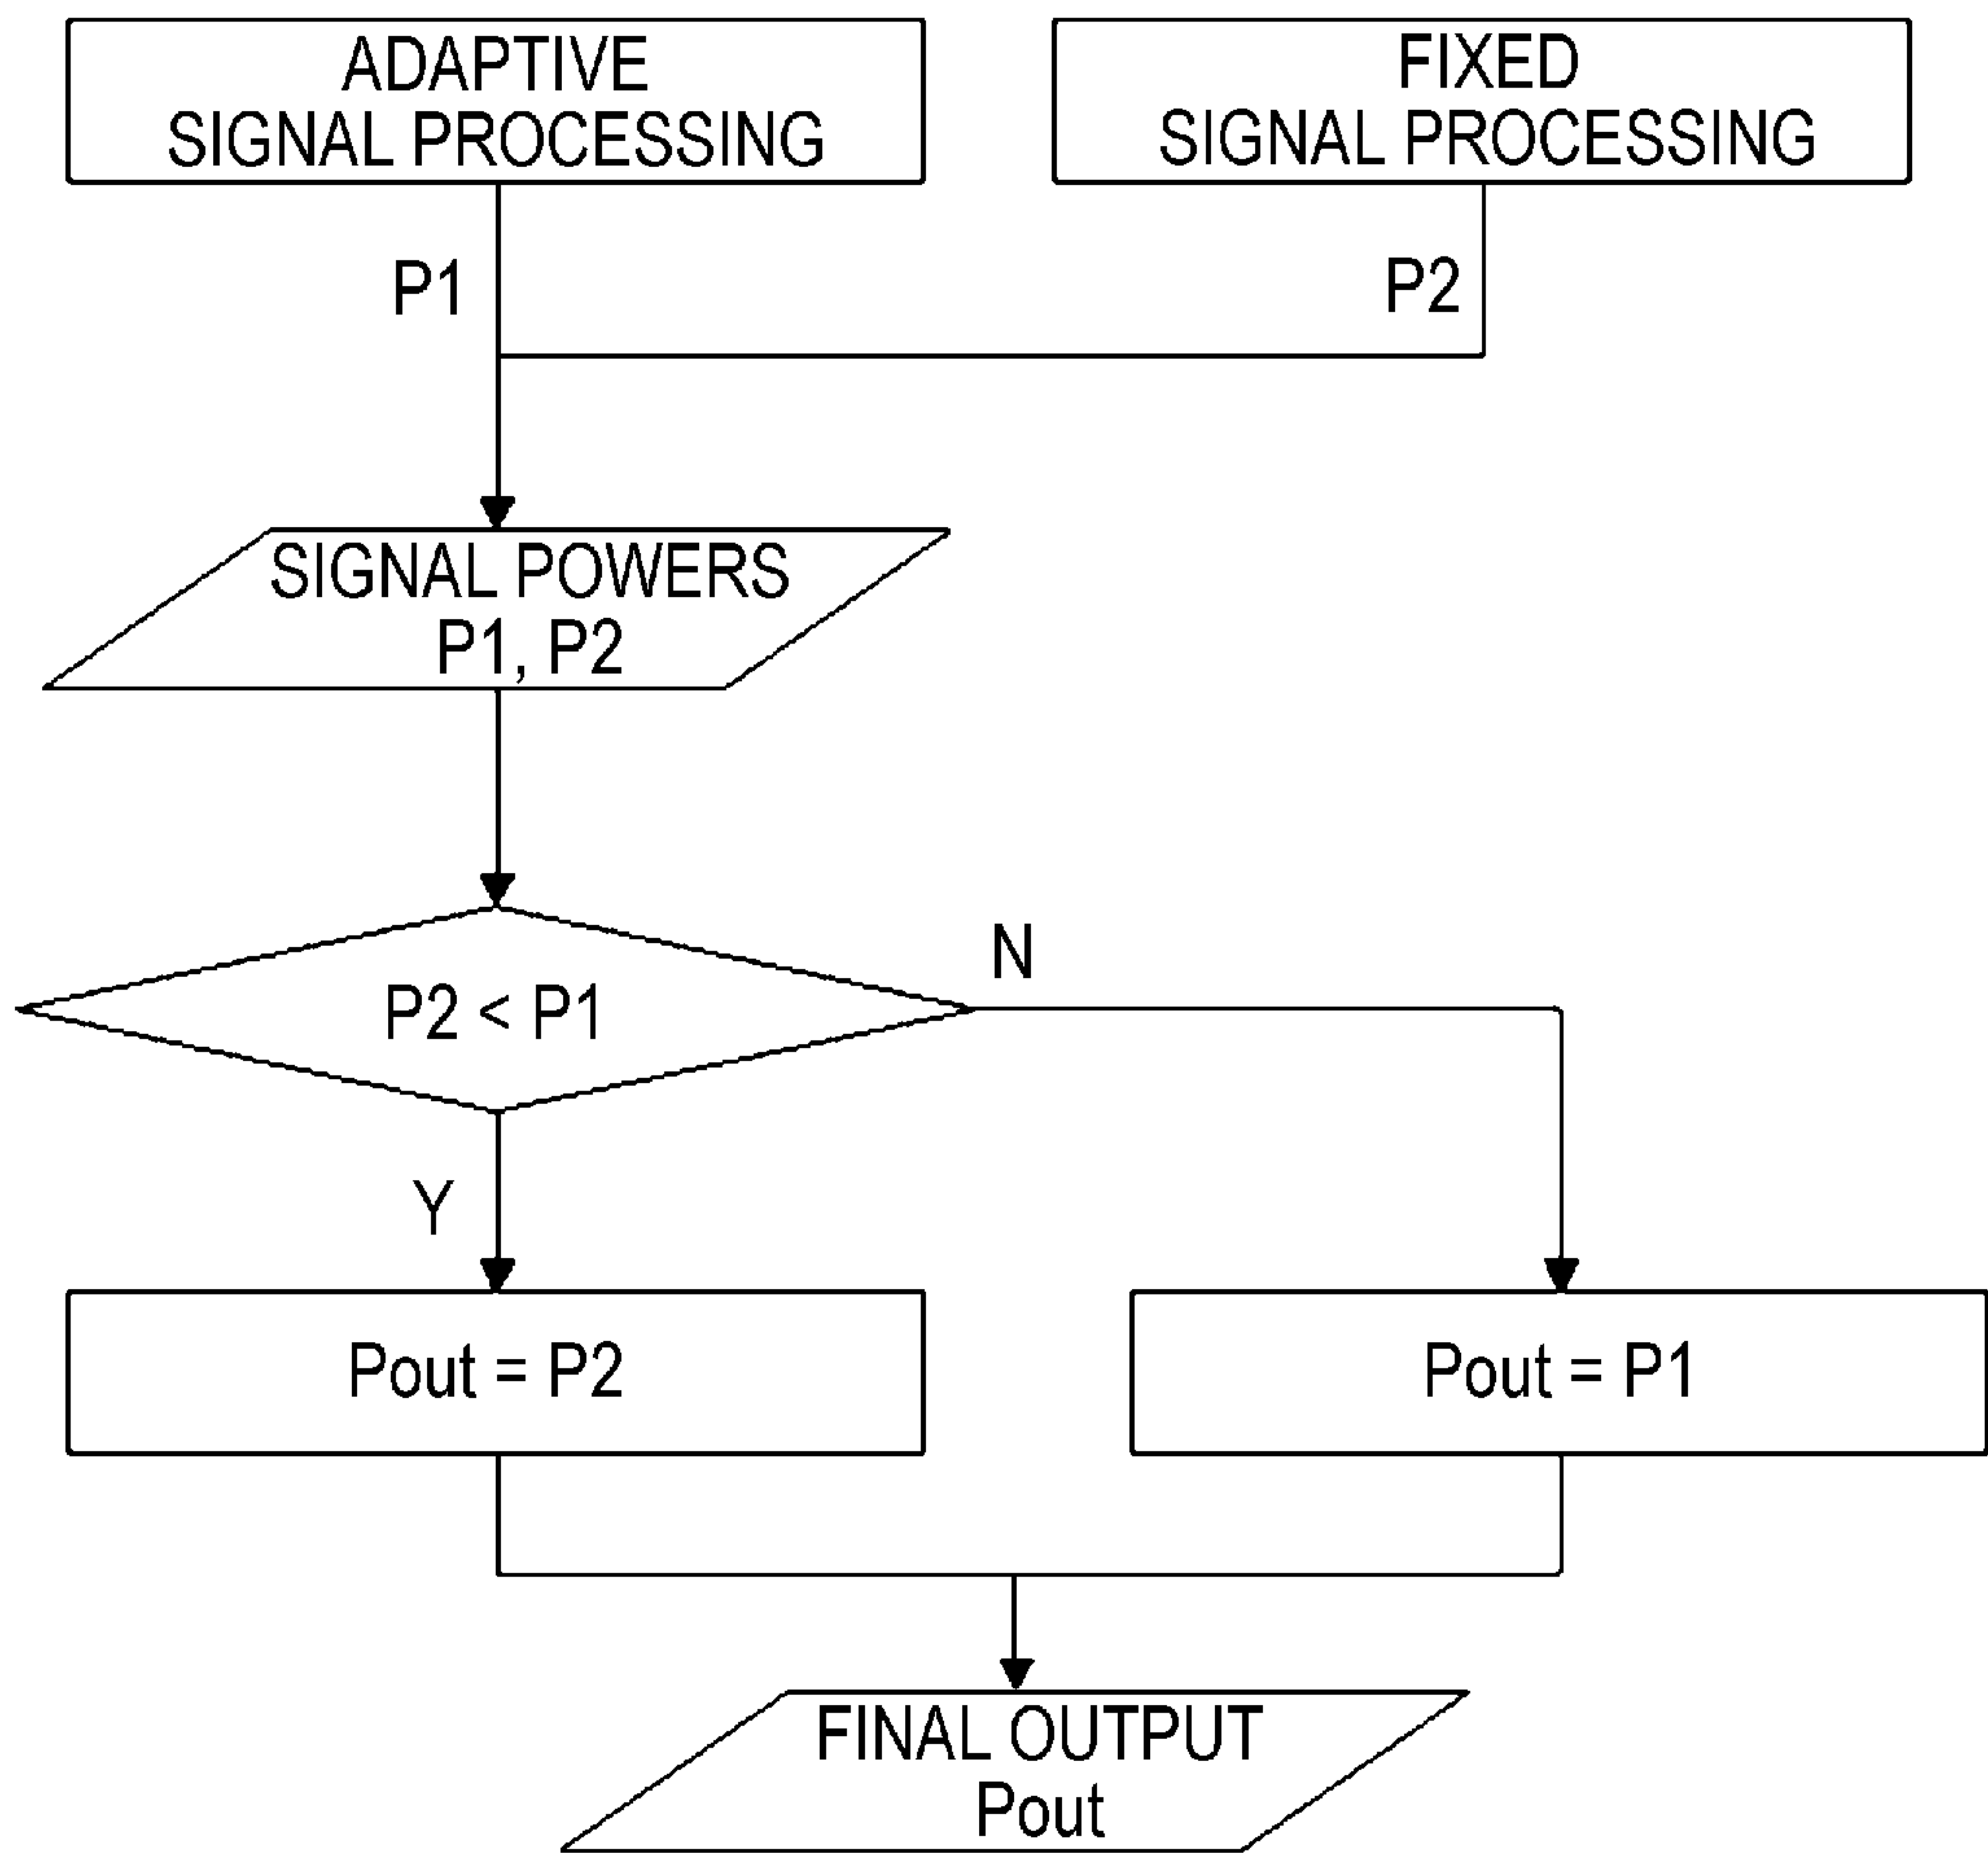 ADAPTIVE
SIGNAL PROCESSING
FIXED
SIGNAL PROCESSING
P1
P2
SIGNAL POWERS
P1, P2
P2 < P1
N
Y
Pout = P2
Pout = P1
FINAL OUTPUT
Pout